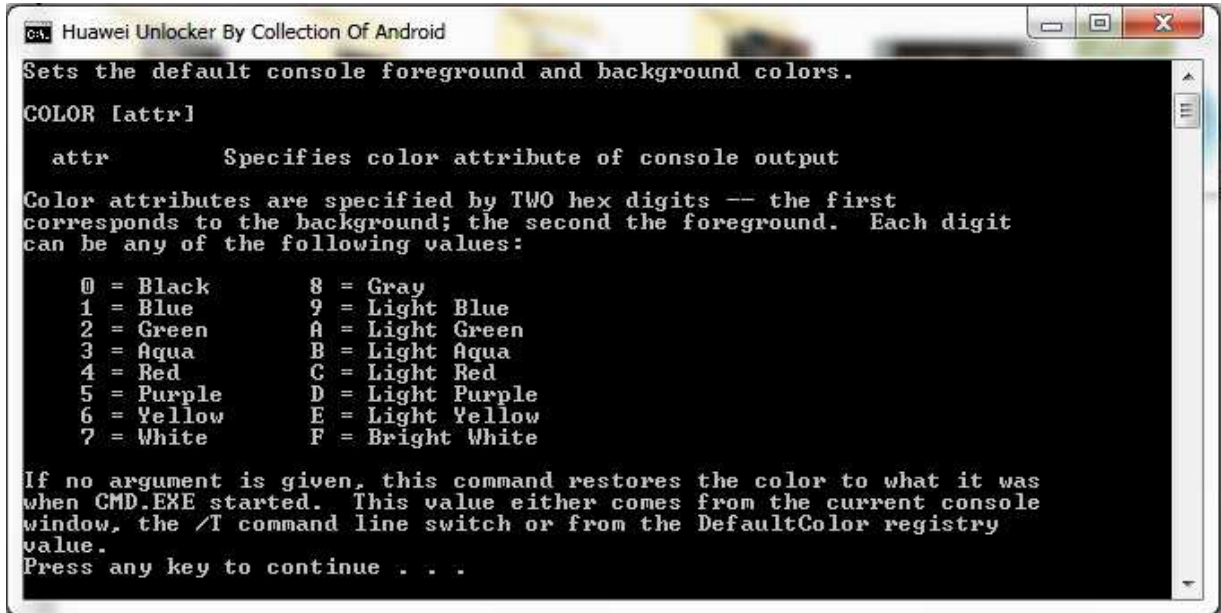 Huawei Unlocker By Collection Of Android
Sets the default console foreground and background colors.
COLOR [attr]
attr        Specifies color attribute of console output
Color attributes are specified by TWO hex digits -- the first
corresponds to the background; the second the foreground.  Each digit
can be any of the following values:
0 = Black       8 = Gray
1 = Blue        9 = Light Blue
2 = Green       A = Light Green
3 = Aqua        B = Light Aqua
4 = Red         C = Light Red
5 = Purple      D = Light Purple
6 = Yellow      E = Light Yellow
7 = White       F = Bright White
If no argument is given, this command restores the color to what it was
when CMD.EXE started.  This value either comes from the current console
window, the /T command line switch or from the DefaultColor registry
value.
Press any key to continue . . .